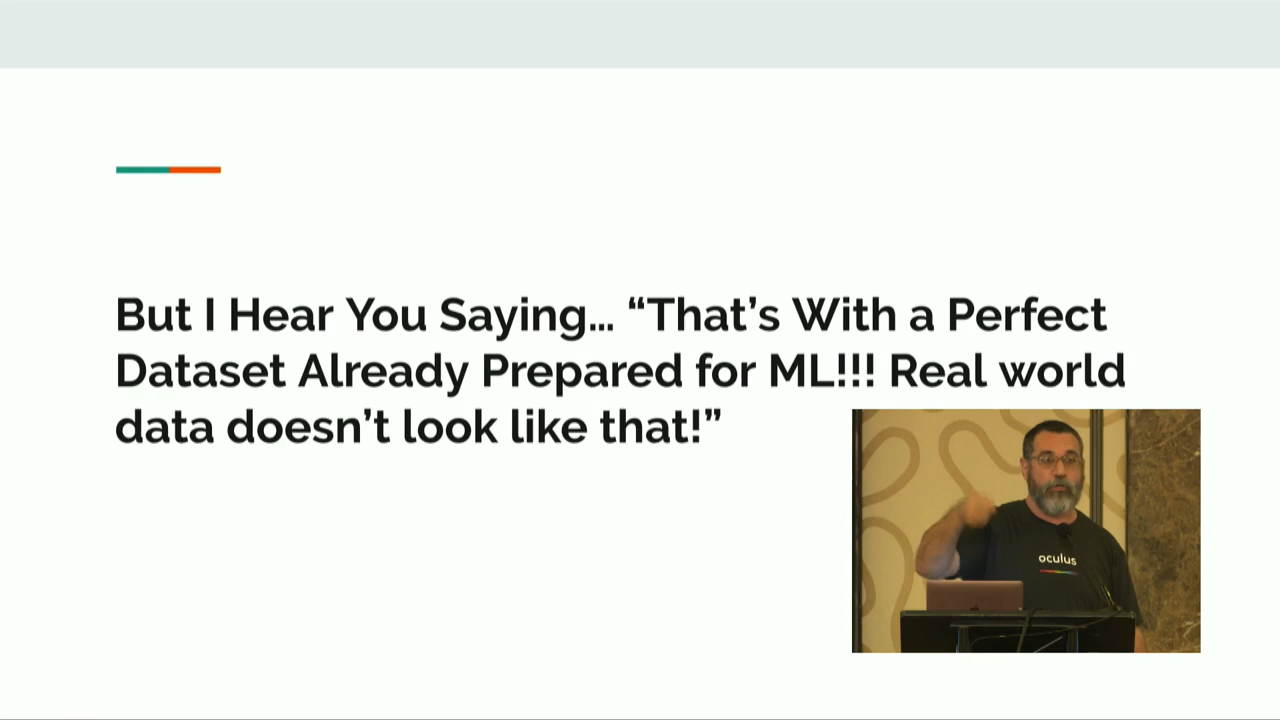 But I Hear You Saying… “That’s With a Perfect
Dataset Already Prepared for ML!!! Real world
data doesn’t look like that!”
oculus